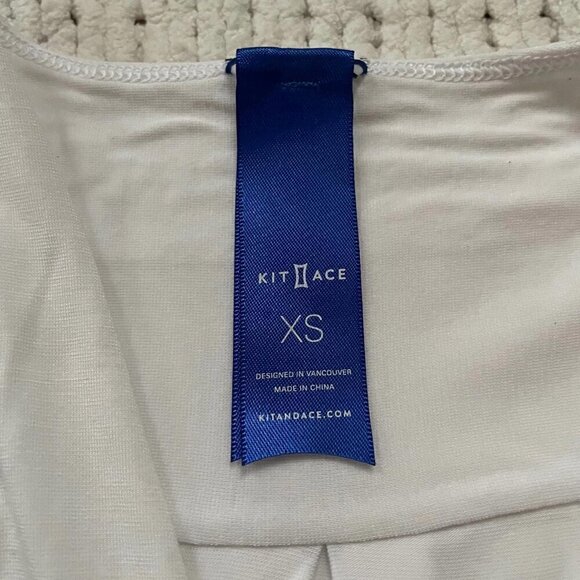 KIT ACE
XS
DESIGNED IN VANCOUVER
MADE IN CHINA
KITANDACE.COM